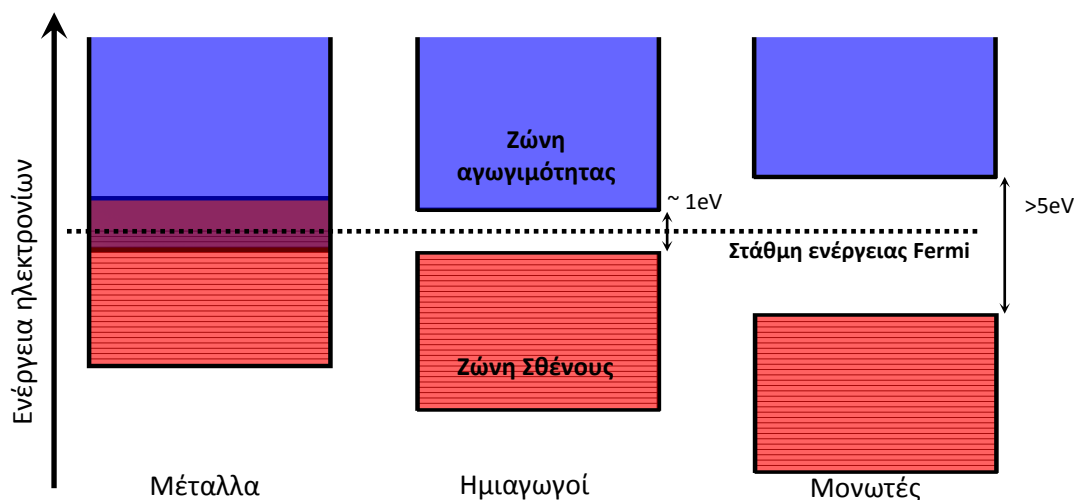 Ενέργεια ηλεκτρονίων
Ζώνη
αγωγιμότητας
~ 1eV
>5eV
Στάθμη ενέργειας Fermi
Ζώνη Σθένους
Μέταλλα
Ημιαγωγοί
Μονωτές